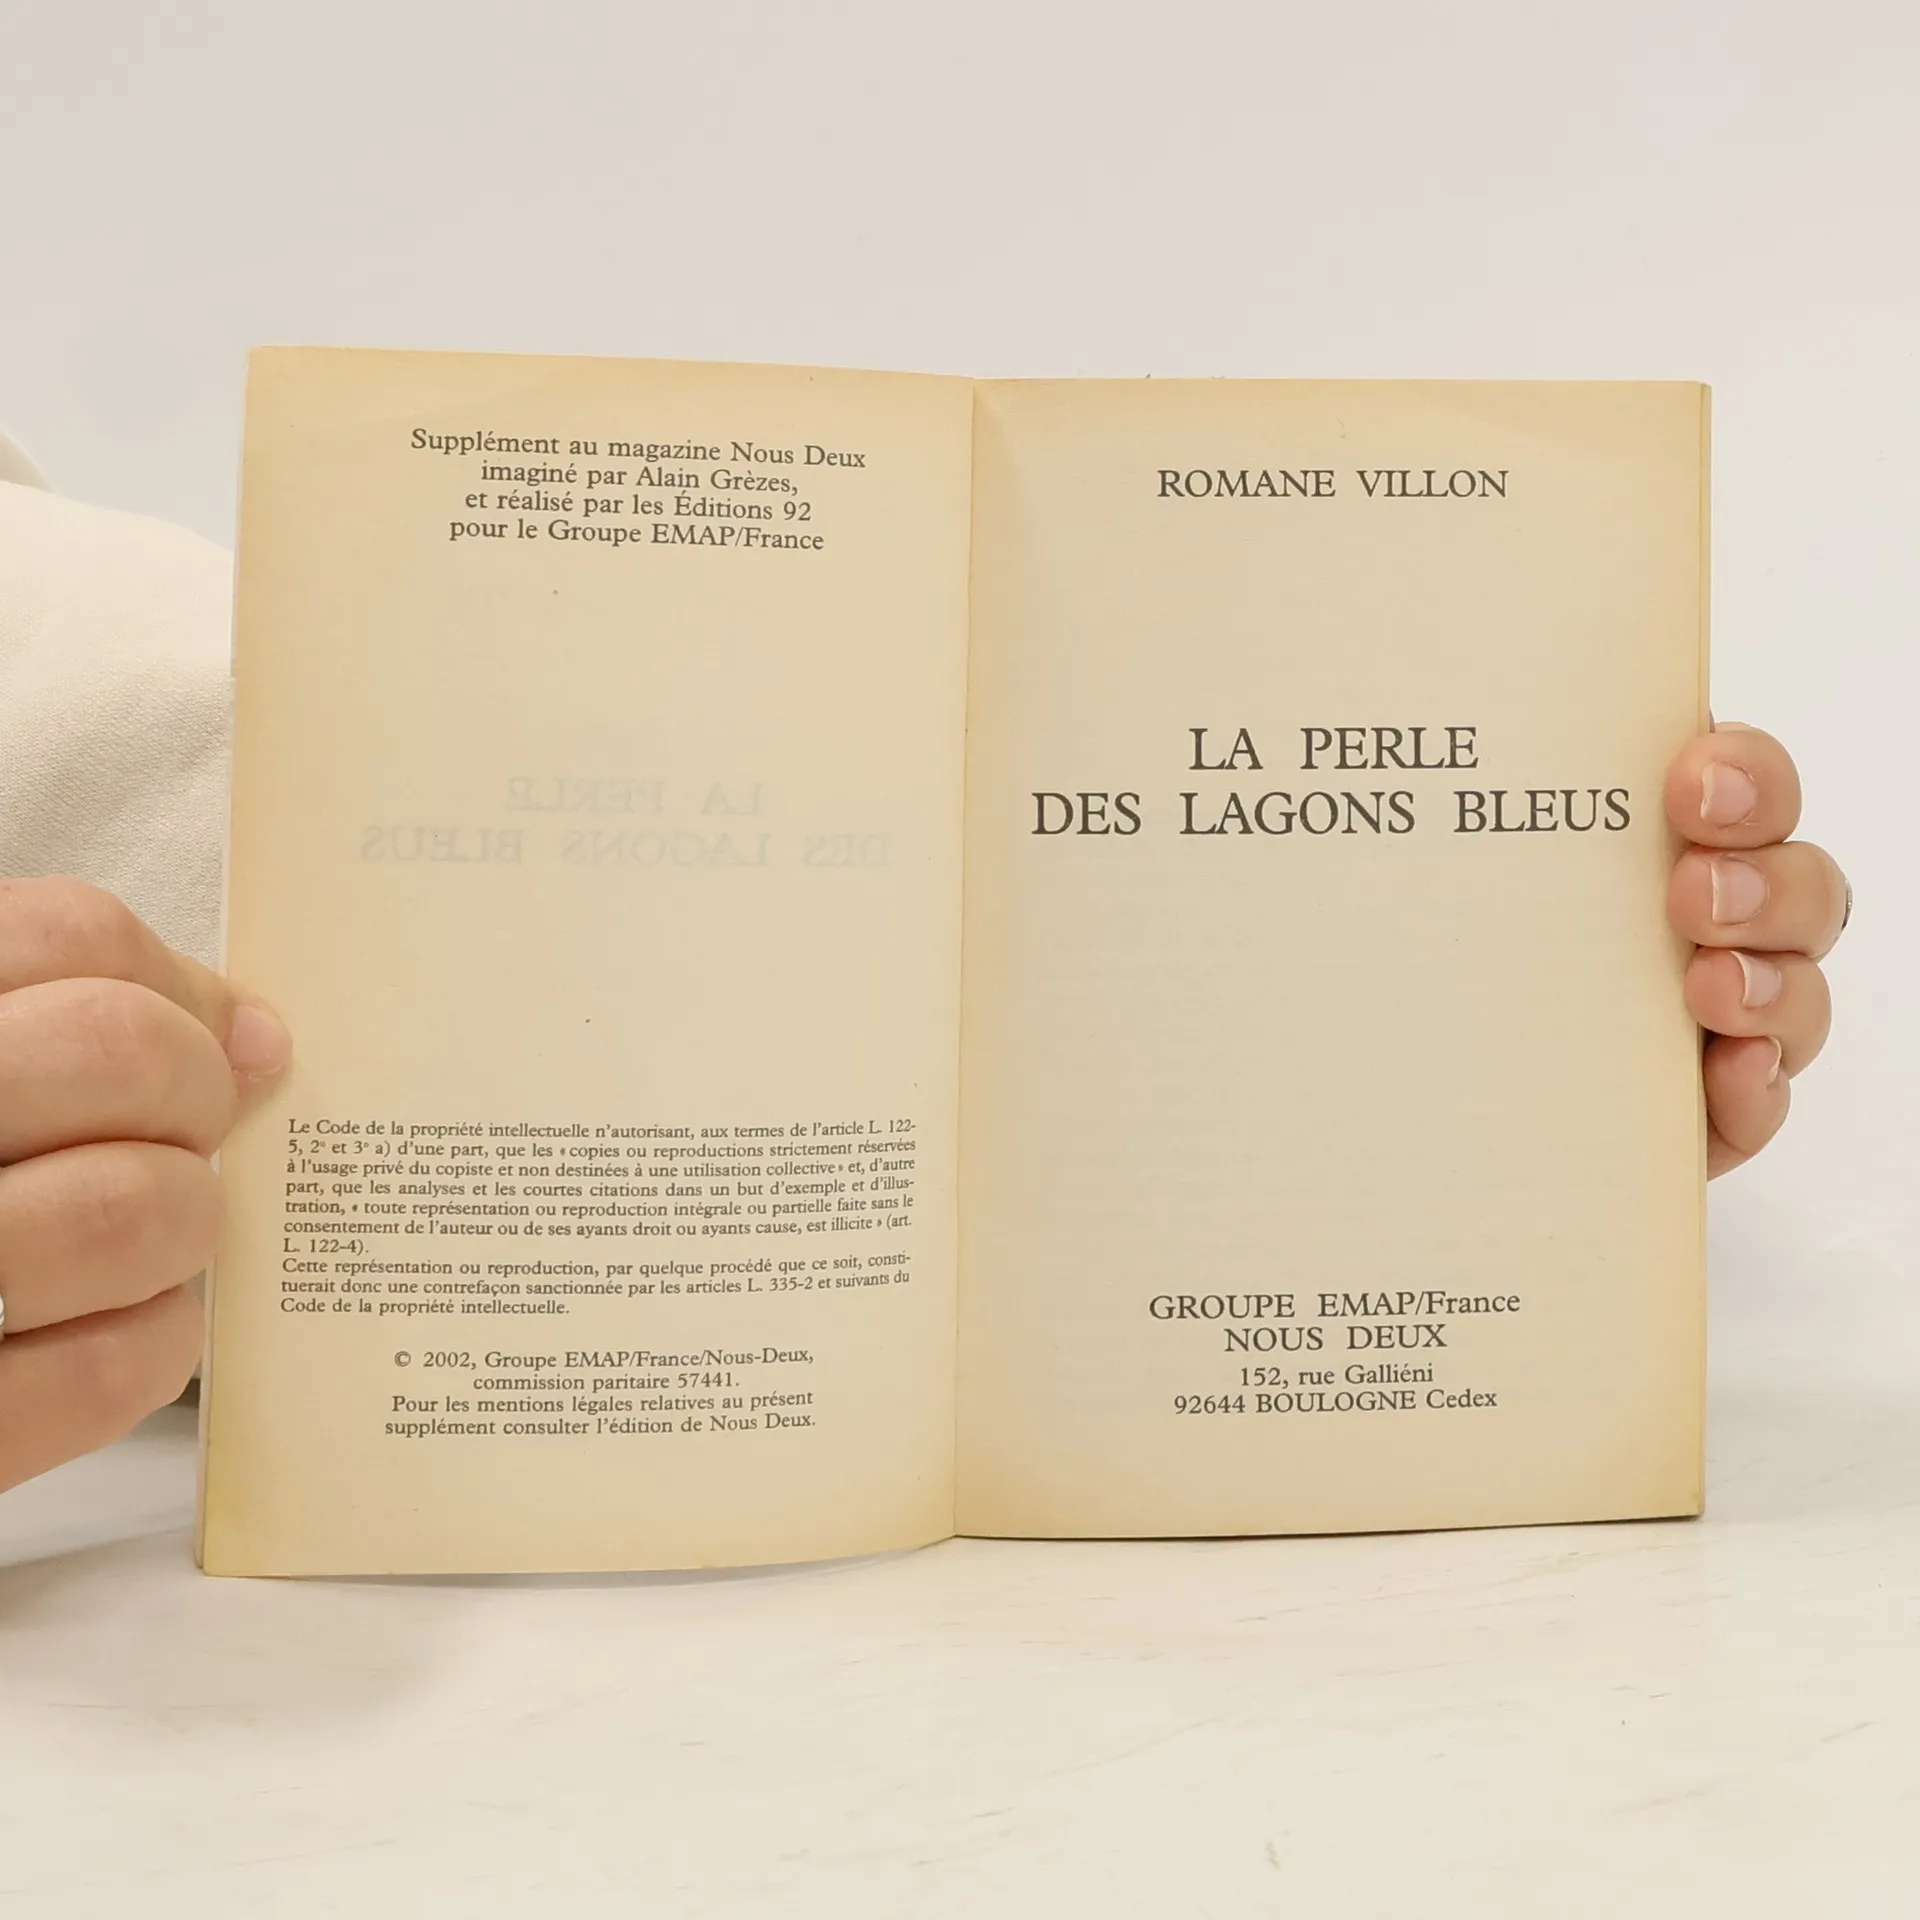 Supplément au magazine Nous Deux
imaginé par Alain Grèzes,
et réalisé par les Éditions 92
pour le Groupe EMAP/France
Le Code de la propriété intellectuelle n'autorisant, aux termes de l'article L. 122-
5, 2° et 3° a) d'une part, que les « copies ou reproductions strictement réservées
à l'usage privé du copiste et non destinées à une utilisation collective » et, d'autre
part, que les analyses et les courtes citations dans un but d'exemple et d'illus-
tration, « toute représentation ou reproduction intégrale ou partielle faite sans le
consentement de l'auteur ou de ses ayants droit ou ayants cause, est illicite » (art.
L. 122-4).
Cette représentation ou reproduction, par quelque procédé que ce soit, consti-
tuerait donc une contrefaçon sanctionnée par les articles L. 335-2 et suivants du
Code de la propriété intellectuelle.
© 2002, Groupe EMAP/France/Nous-Deux,
commission paritaire 57441.
Pour les mentions légales relatives au présent
supplément consulter l'édition de Nous Deux.
ROMANE VILLON
LA PERLE
DES LAGONS BLEUS
GROUPE EMAP/France
NOUS DEUX
152, rue Galliéni
92644 BOULOGNE Cedex